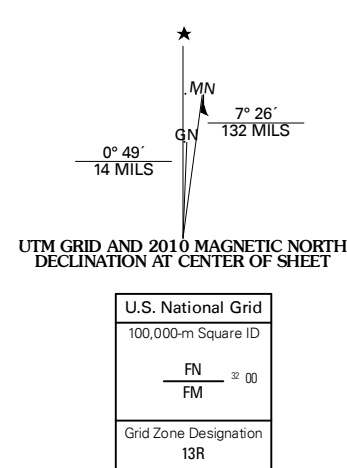 MN
7° 26´
132 MILS
GN
0° 49´
14 MILS
UTM GRID AND 2010 MAGNETIC NORTH
DECLINATION AT CENTER OF SHEET
U.S. National Grid
100,000-m Square ID
FN
32 00
FM
Grid Zone Designation
13R